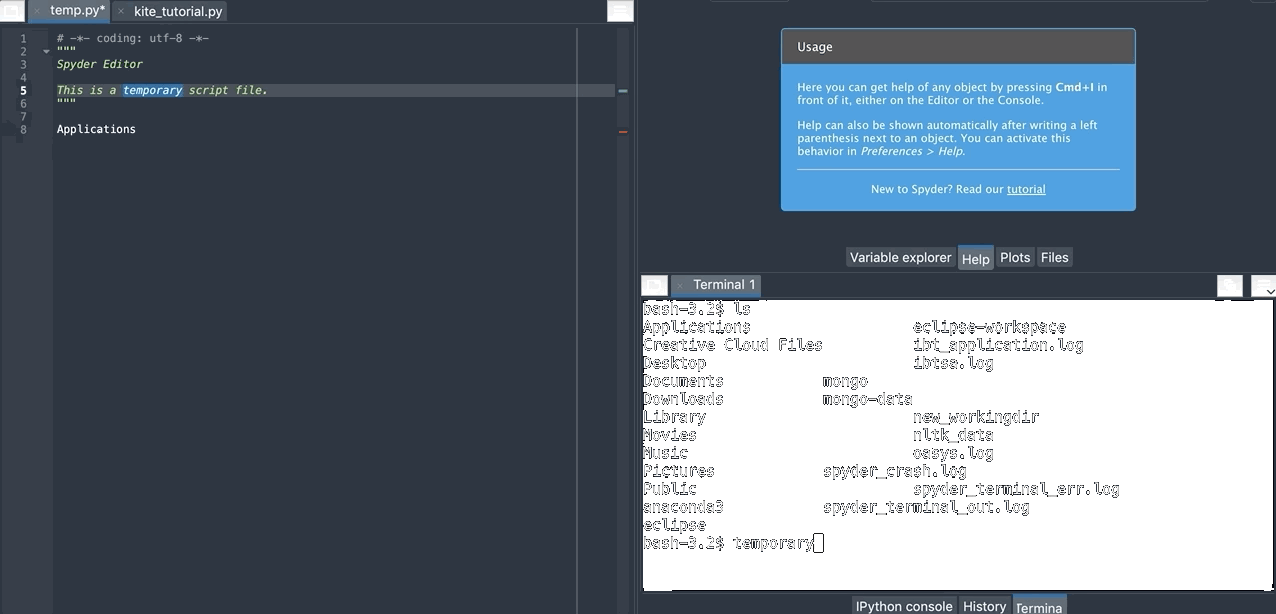 temp.py*
kite_tutorial.py
1 # -*- coding: utf-8 -*-
2 """
3 Spyder Editor
4
5 This is a temporary script file.
6 """
7
8 Applications
Usage
Here you can get help of any object by pressing Cmd+I in
front of it, either on the Editor or the Console.
Help can also be shown automatically after writing a left
parenthesis next to an object. You can activate this
behavior in Preferences > Help.
New to Spyder? Read our tutorial
Variable explorer Help Plots Files
Terminal 1
bash-3.2$ ls
Applications eclipse-workspace
Creative Cloud Files ibt_application.log
Desktop ibtsa.log
Documents mongo
Downloads mongo-data
Library new_workingdir
Movies nltk_data
Music oasys.log
Pictures spyder_crash.log
Public spyder_terminal_err.log
anaconda3 spyder_terminal_out.log
eclipse
bash-3.2$ temporary
IPython console History Termina